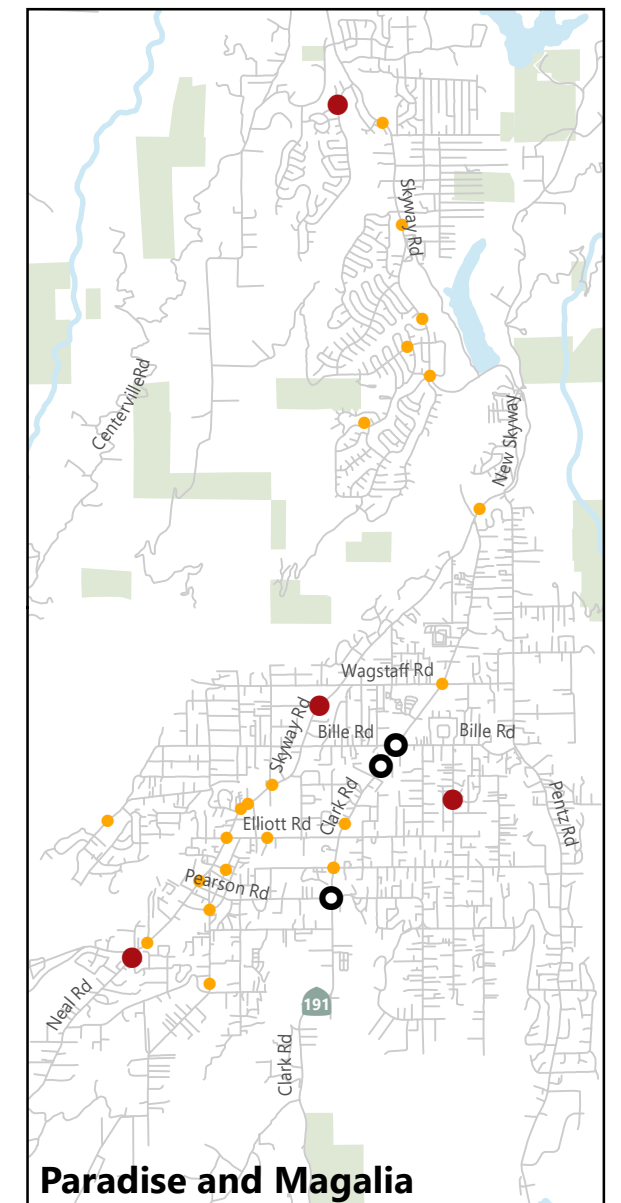 Skyway Rd
CentervilleRd
New Skyway
Wagstaff Rd
Skyway Rd
Bille Rd
Bille Rd
Clark Rd
Pentz Rd
Elliott Rd
Pearson Rd
Neal Rd
191
Clark Rd
Paradise and Magalia